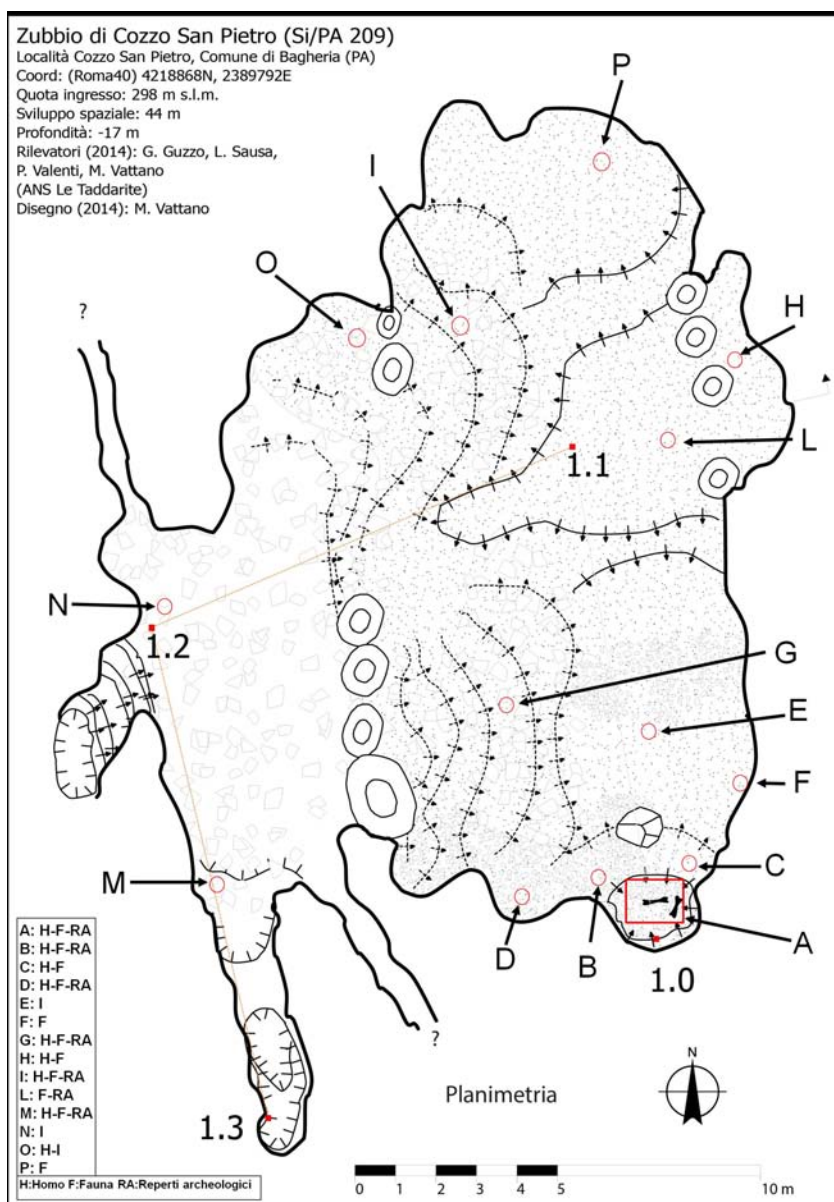 Zubbio di Cozzo San Pietro (Si/PA 209)
Località Cozzo San Pietro, Comune di Bagheria (PA)
Coord: (Roma40) 4218868N, 2389792E
Quota ingresso: 298 m s.l.m.
Sviluppo spaziale: 44 m
Profondità: -17 m
Rilevatori (2014): G. Guzzo, L. Sausa,
P. Valenti, M. Vattano
(ANS Le Taddarite)
Disegno (2014): M. Vattano
P
I
O
?
H
L
1.1
N
1.2
G
E
F
C
M
A
D
B
1.0
?
1.3
A: H-F-RA
B: H-F-RA
C: H-F
D: H-F-RA
E: I
F: F
G: H-F-RA
H: H-F
I: H-F-RA
L: F-RA
M: H-F-RA
N: I
O: H-I
P: F
H:Homo F:Fauna RA:Reperti archeologici
Planimetria
N
0 1 2 3 4 5 10 m